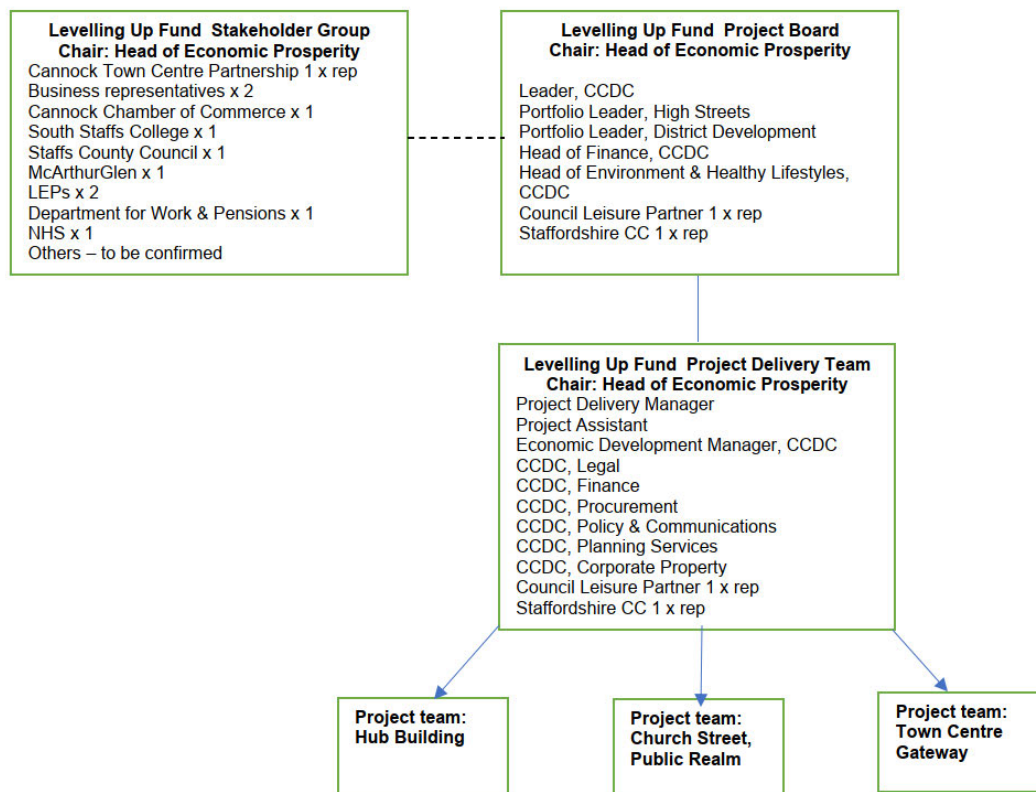 Levelling Up Fund Stakeholder Group
Chair: Head of Economic Prosperity
Cannock Town Centre Partnership 1 x rep
Business representatives x 2
Cannock Chamber of Commerce x 1
South Staffs College x 1
Staffs County Council x 1
McArthurGlen x 1
LEPs x 2
Department for Work & Pensions x 1
NHS x 1
Others – to be confirmed
Levelling Up Fund Project Board
Chair: Head of Economic Prosperity
Leader, CCDC
Portfolio Leader, High Streets
Portfolio Leader, District Development
Head of Finance, CCDC
Head of Environment & Healthy Lifestyles,
CCDC
Council Leisure Partner 1 x rep
Staffordshire CC 1 x rep
Levelling Up Fund Project Delivery Team
Chair: Head of Economic Prosperity
Project Delivery Manager
Project Assistant
Economic Development Manager, CCDC
CCDC, Legal
CCDC, Finance
CCDC, Procurement
CCDC, Policy & Communications
CCDC, Planning Services
CCDC, Corporate Property
Council Leisure Partner 1 x rep
Staffordshire CC 1 x rep
Project team:
Hub Building
Project team:
Church Street,
Public Realm
Project team:
Town Centre
Gateway